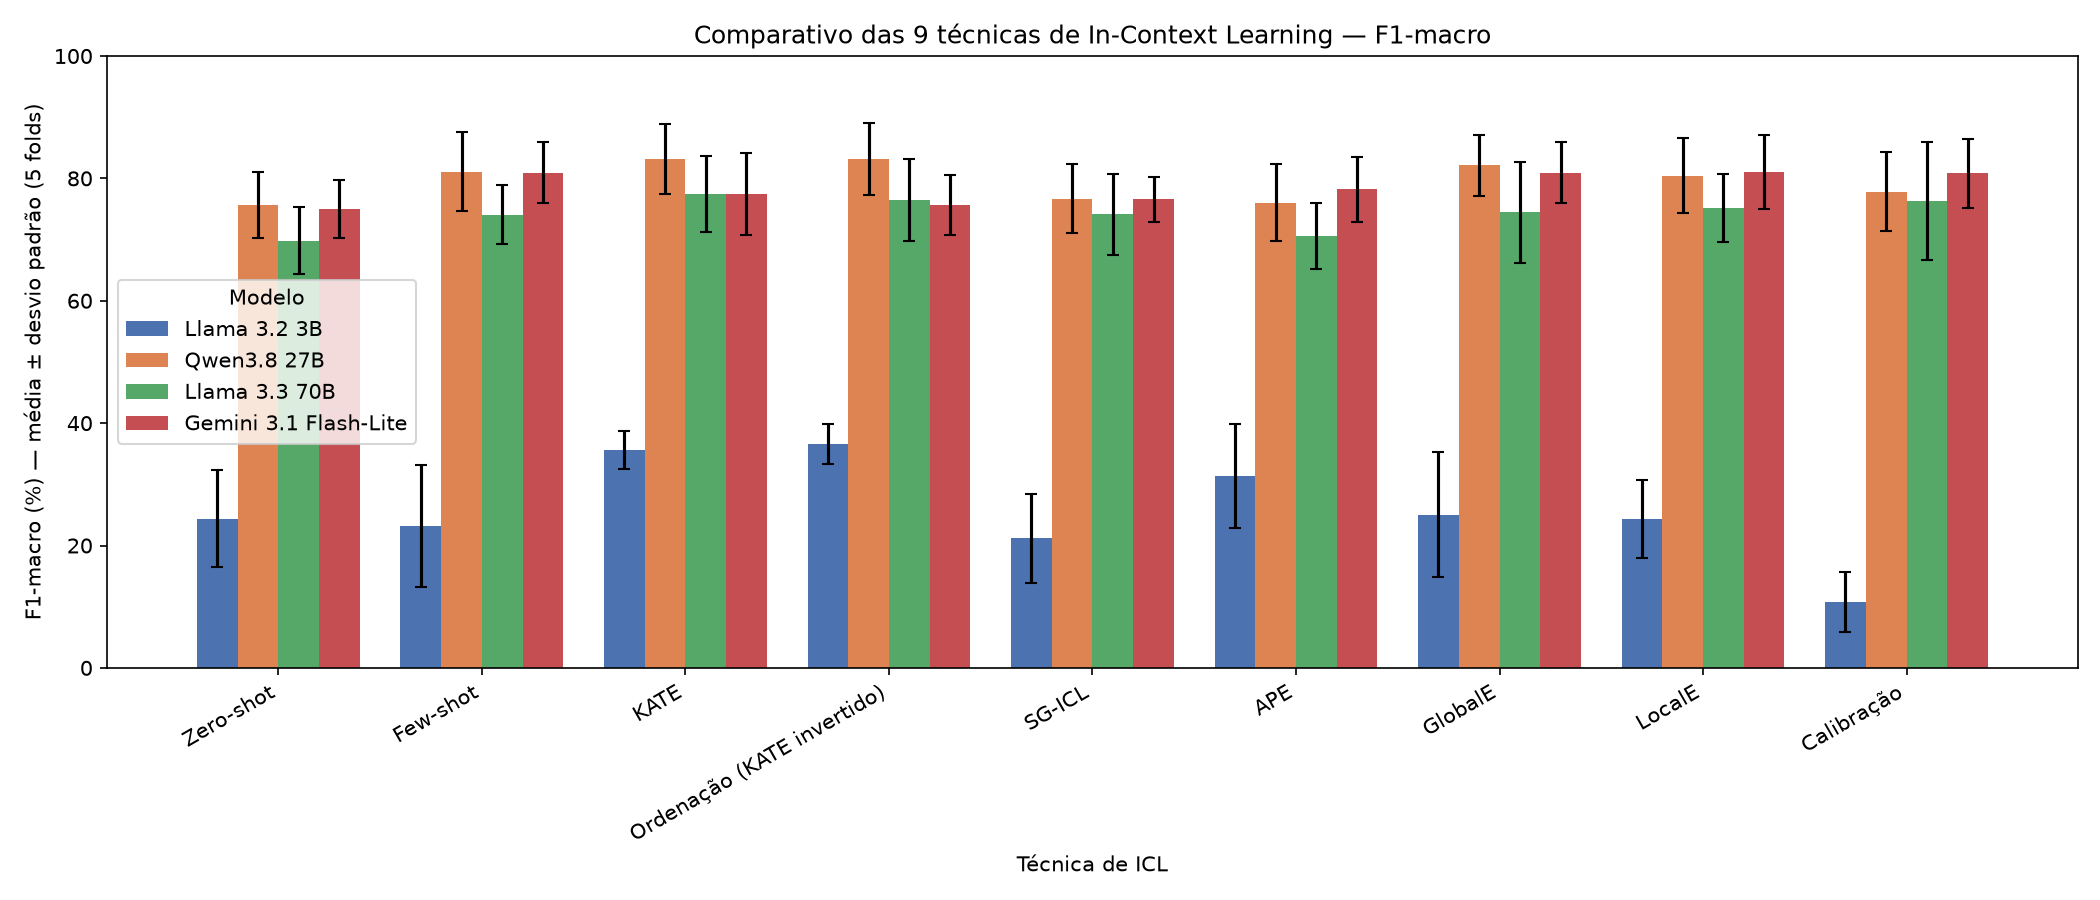 Comparativo das 9 técnicas de In-Context Learning — F1-macro
F1-macro (%) — média ± desvio padrão (5 folds)
100
80
60
40
20
0
Modelo
Llama 3.2 3B
Qwen3.8 27B
Llama 3.3 70B
Gemini 3.1 Flash-Lite
Zero-shot
Few-shot
KATE
Ordenação (KATE invertido)
SG-ICL
APE
GlobalE
LocalE
Calibração
Técnica de ICL